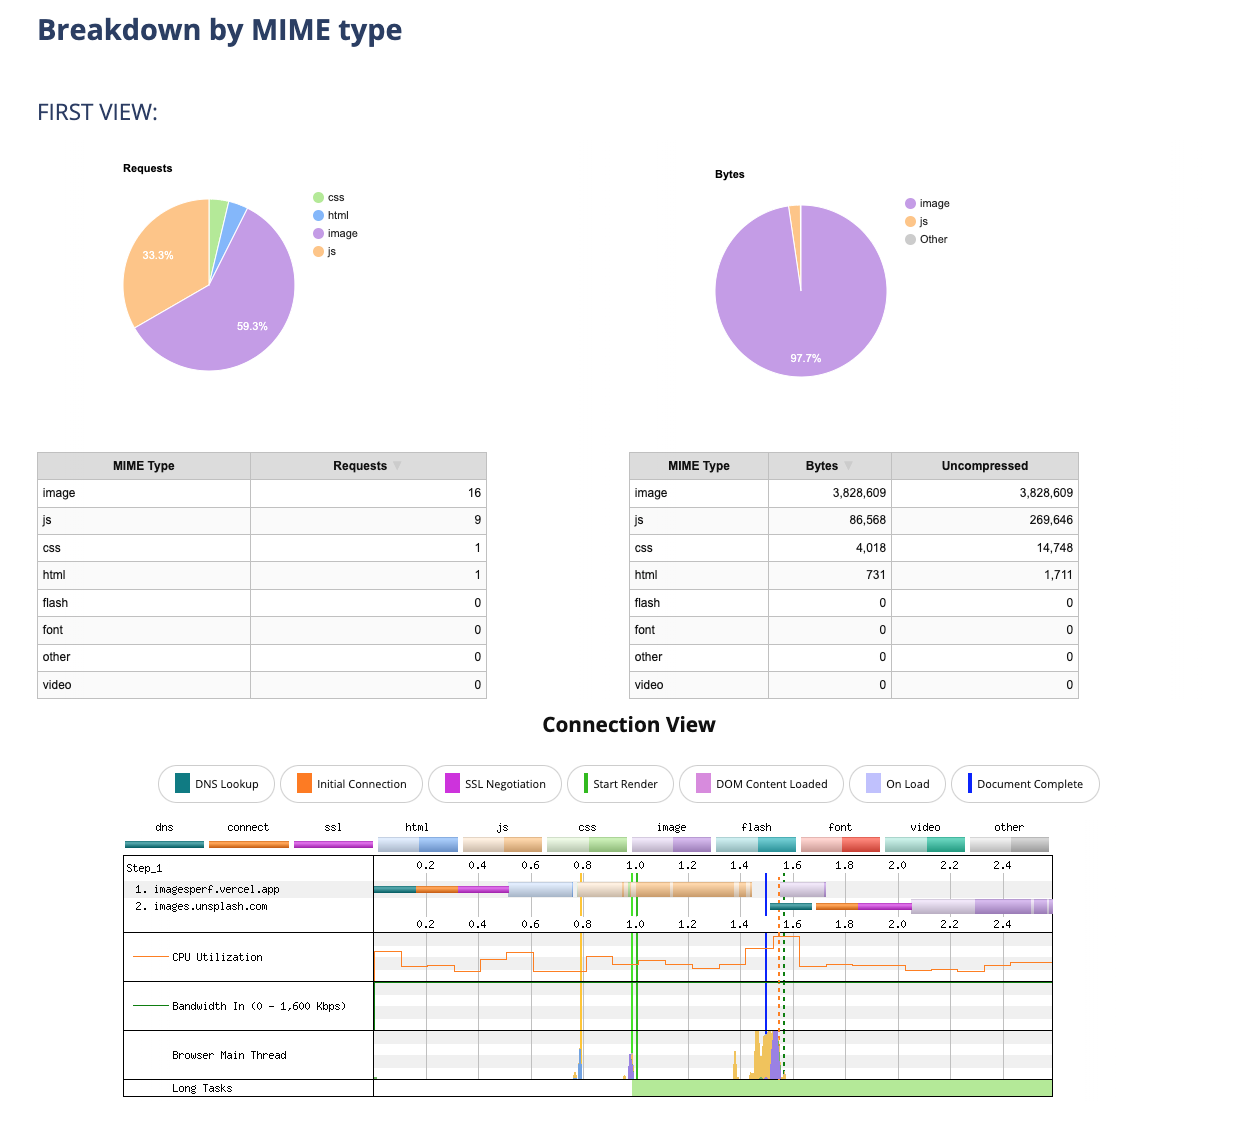 Breakdown by MIME type
FIRST VIEW:
Requests
css
html
image
js
33.3%
59.3%
Bytes
image
js
Other
97.7%
MIME Type Requests
image 16
js 9
css 1
html 1
flash 0
font 0
other 0
video 0
MIME Type Bytes Uncompressed
image 3,828,609 3,828,609
js 86,568 269,646
css 4,018 14,748
html 731 1,711
flash 0 0
font 0 0
other 0 0
video 0 0
Connection View
DNS Lookup Initial Connection SSL Negotiation Start Render DOM Content Loaded On Load Document Complete
dns connect ssl html js css image flash font video other
Step_1 0.2 0.4 0.6 0.8 1.0 1.2 1.4 1.6 1.8 2.0 2.2 2.4
1. imagesperf.vercel.app
2. images.unsplash.com
0.2 0.4 0.6 0.8 1.0 1.2 1.4 1.6 1.8 2.0 2.2 2.4
CPU Utilization
Bandwidth In (0 - 1,600 Kbps)
Browser Main Thread
Long Tasks